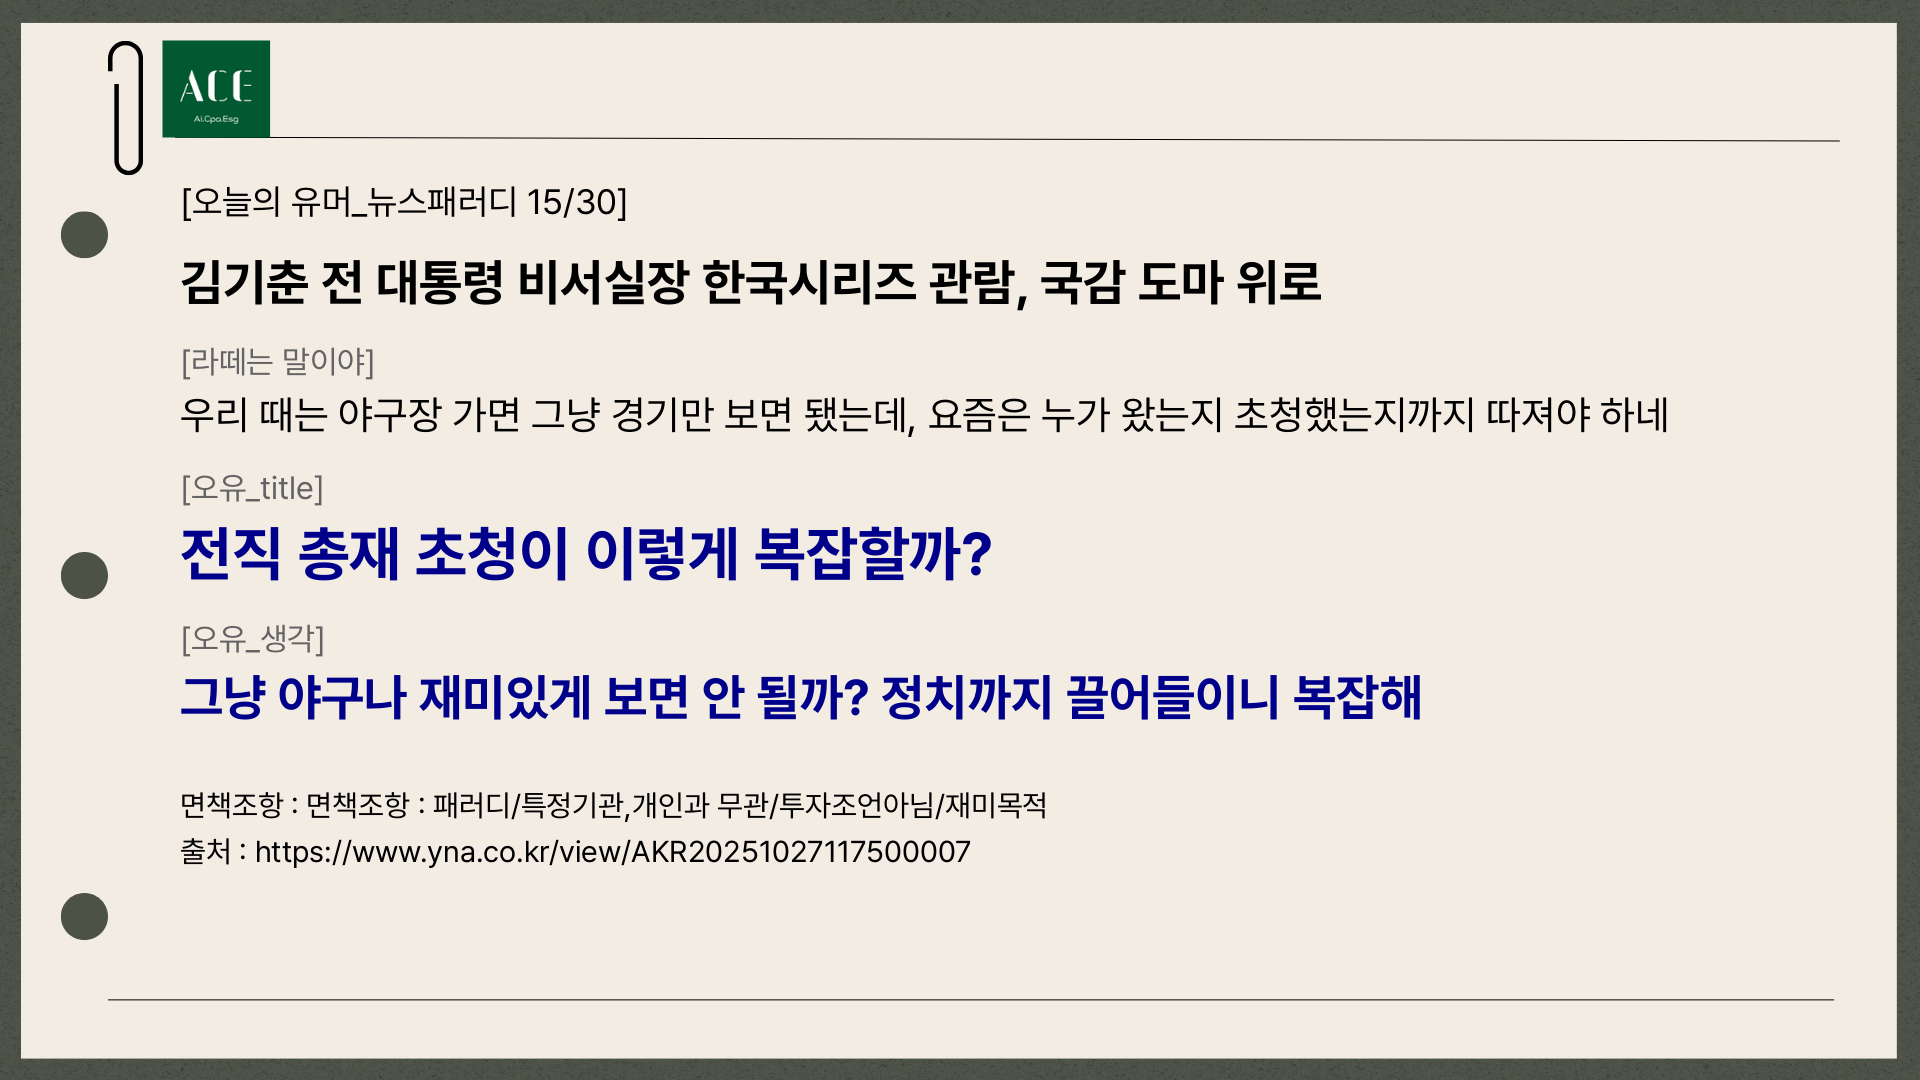 ACE
Ai.Cpa.Esg
[오늘의 유머_뉴스패러디 15/30]
김기춘 전 대통령 비서실장 한국시리즈 관람, 국감 도마 위로
[라떼는 말이야]
우리 때는 야구장 가면 그냥 경기만 보면 됐는데, 요즘은 누가 왔는지 초청했는지까지 따져야 하네
[오유_title]
전직 총재 초청이 이렇게 복잡할까?
[오유_생각]
그냥 야구나 재미있게 보면 안 될까? 정치까지 끌어들이니 복잡해
면책조항 : 면책조항 : 패러디/특정기관,개인과 무관/투자조언아님/재미목적
출처 : https://www.yna.co.kr/view/AKR20251027117500007